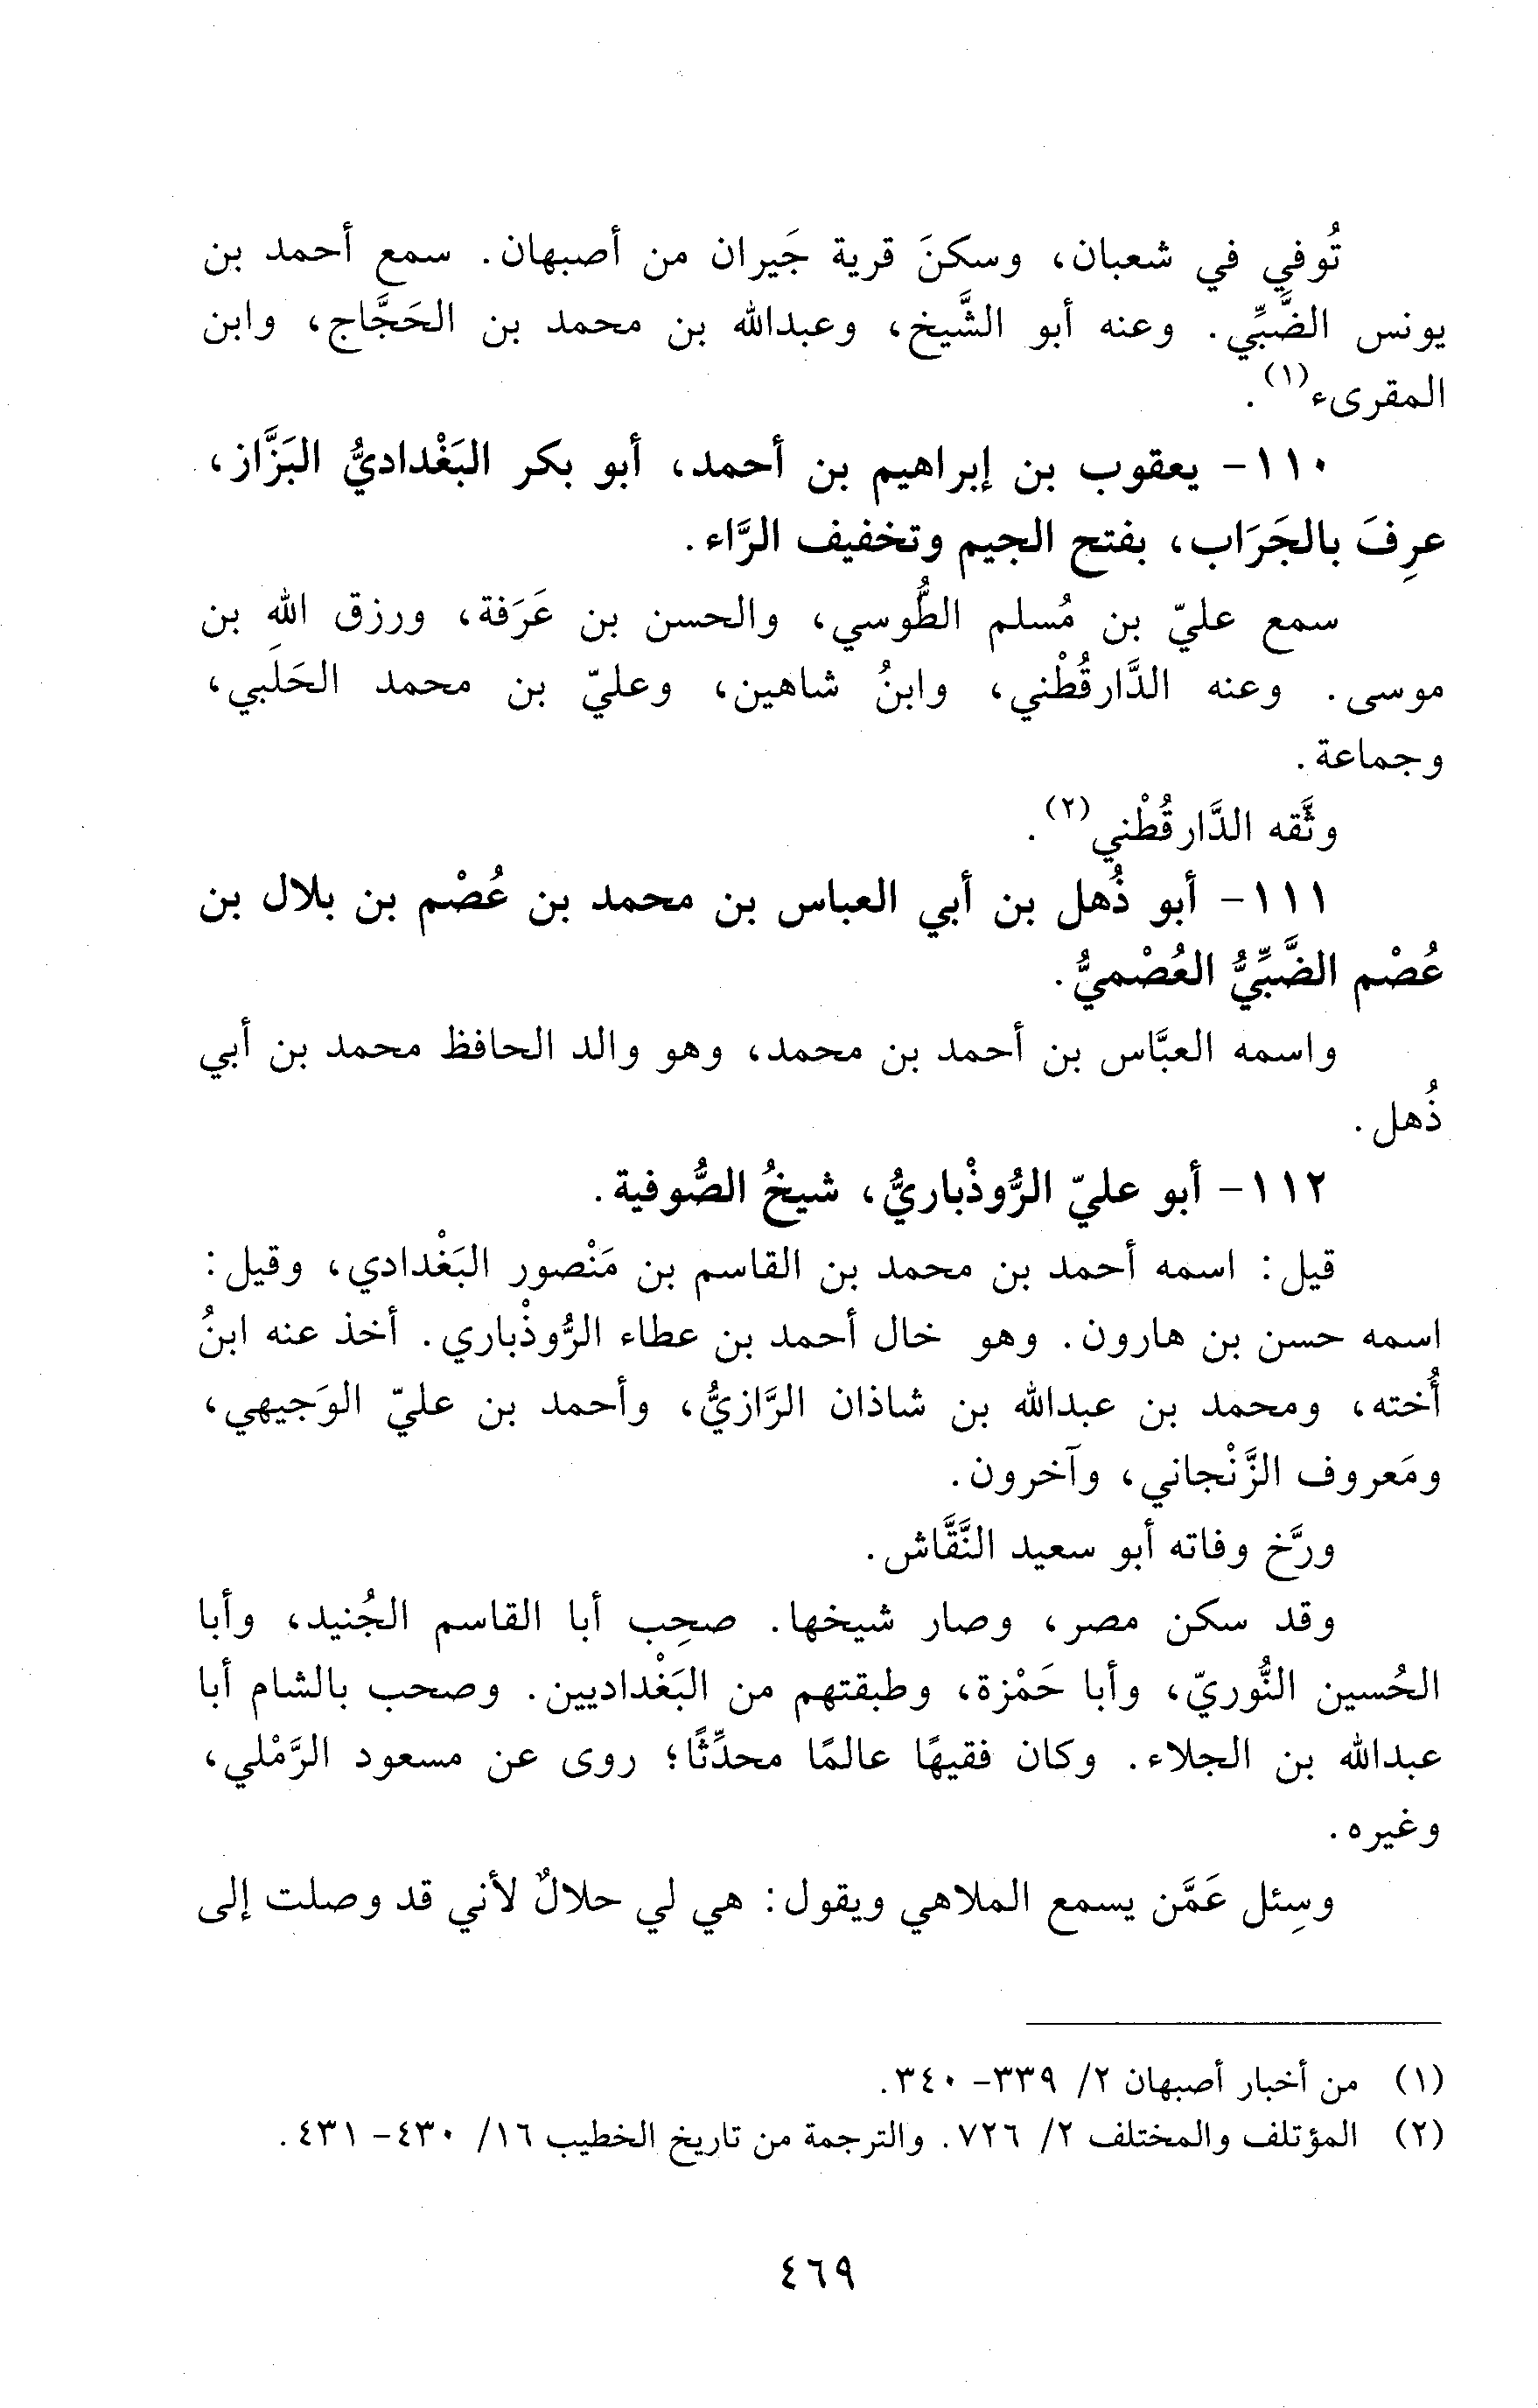 تُوفي في شعبان، وسكنَ قرية جَيران من أصبهان. سمع أحمد بن
يونس الضَّبِّي. وعنه أبو الشَّيخ، وعبدالله بن محمد بن الحَجَّاج، وابن
المقرىء(١).
١١٠- يعقوب بن إبراهيم بن أحمد، أبو بكر البَغْداديُّ البَزَّاز،
عرِفَ بالجَرَاب، بفتح الجيم وتخفيف الرَّاء.
سمع عليّ بن مُسلم الطُّوسي، والحسن بن عَرَفة، ورزق الله بن
موسى. وعنه الدَّارقُطْني، وابنُ شاهين، وعليّ بن محمد الحَلَبي،
وجماعة.
وثَّقه الدَّارقُطْني(٢).
١١١- أبو ذُهل بن أبي العباس بن محمد بن عُصْم بن بلال بن
عُصْم الضَّبِّيُّ العُصْميُّ.
واسمه العبَّاس بن أحمد بن محمد، وهو والد الحافظ محمد بن أبي
ذُهل.
١١٢- أبو عليّ الرُّوذْباريُّ، شيخُ الصُّوفية.
قيل: اسمه أحمد بن محمد بن القاسم بن مَنْصور البَغْدادي، وقيل:
اسمه حسن بن هارون. وهو خال أحمد بن عطاء الرُّوذْباري. أخذ عنه ابنُ
أُخته، ومحمد بن عبدالله بن شاذان الرَّازيُّ، وأحمد بن عليّ الوَجيهي،
ومَعروف الزَّنْجاني، وآخرون.
ورَّخ وفاته أبو سعيد النَّقَّاش.
وقد سكن مصر، وصار شيخها. صحِب أبا القاسم الجُنيد، وأبا
الحُسين النُّوريّ، وأبا حَمْزة، وطبقتهم من البَغْداديين. وصحب بالشام أبا
عبدالله بن الجلاء. وكان فقيهًا عالمًا محدِّثًا؛ روى عن مسعود الرَّمْلي،
وغيره.
وسِئل عَمَّن يسمع الملاهي ويقول: هي لي حلالٌ لأني قد وصلت إلى
(١) من أخبار أصبهان ٢/ ٣٣٩- ٣٤٠.
(٢) المؤتلف والمختلف ٢/ ٧٢٦. والترجمة من تاريخ الخطيب ١٦/ ٤٣٠- ٤٣١.
٤٦٩